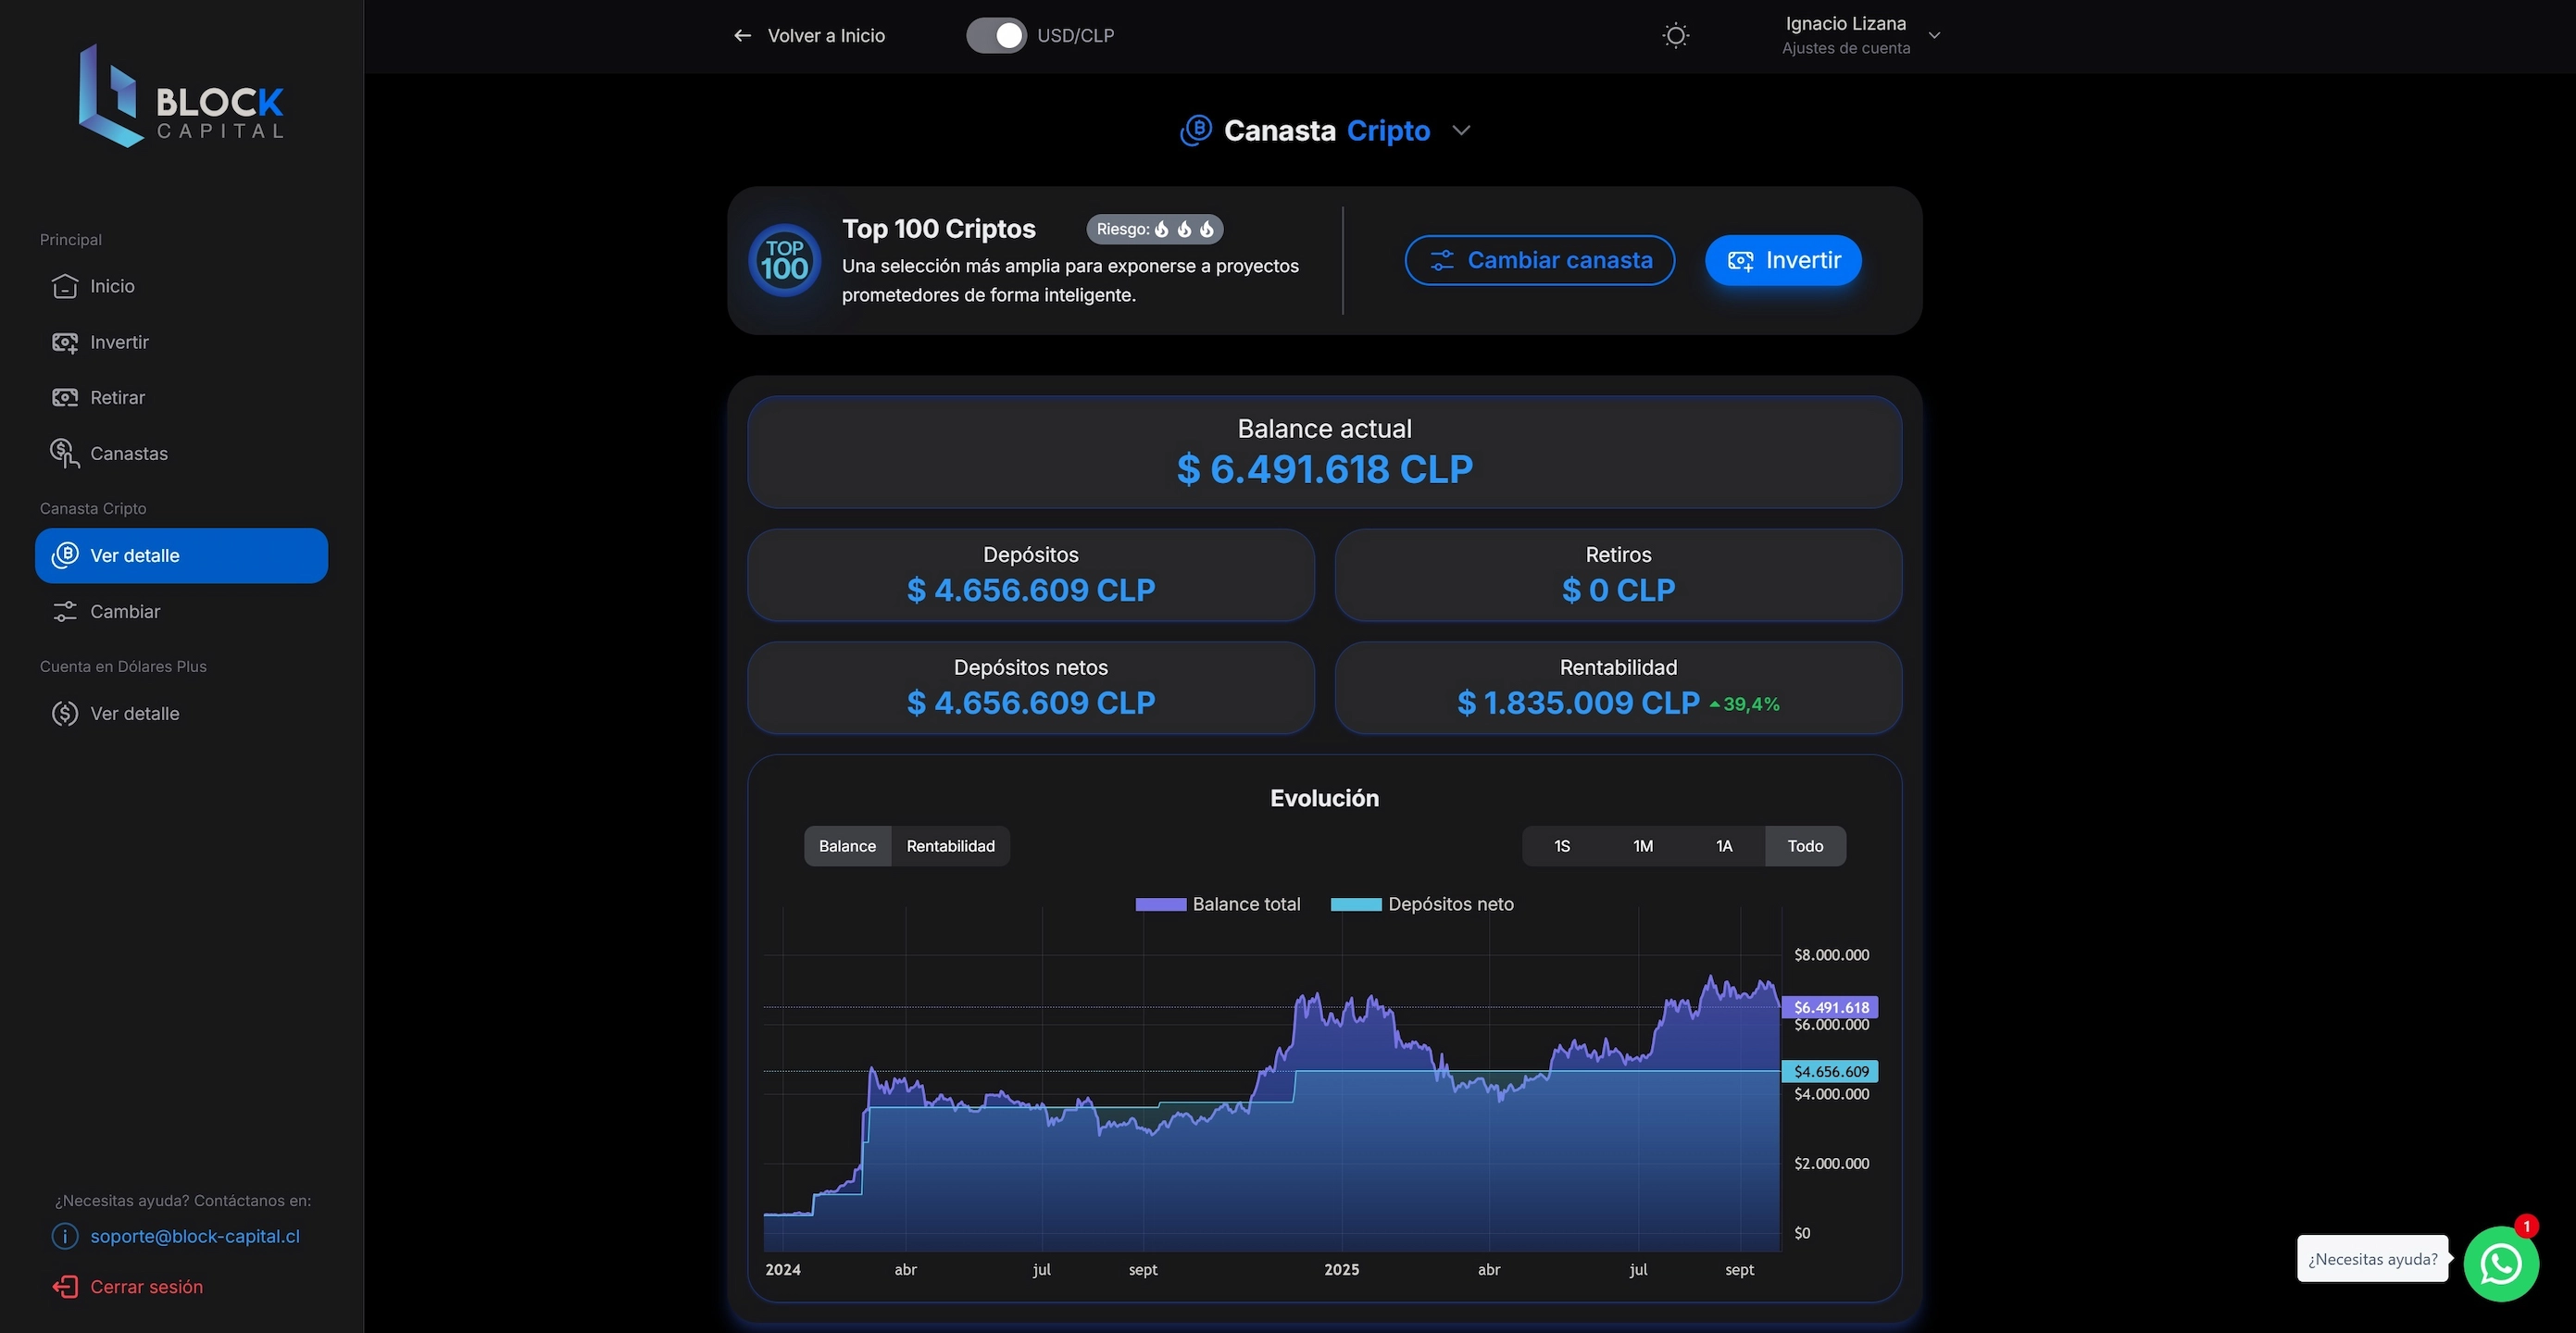 BLOCK
CAPITAL
Principal
Inicio
Invertir
Retirar
Canastas
Canasta Cripto
Ver detalle
Cambiar
Cuenta en Dólares Plus
Ver detalle
¿Necesitas ayuda? Contáctanos en:
soporte@block-capital.cl
Cerrar sesión
Volver a Inicio
USD/CLP
Ignacio Lizana
Ajustes de cuenta
Canasta Cripto
TOP
100
Top 100 Criptos
Riesgo:
Una selección más amplia para exponerse a proyectos
prometedores de forma inteligente.
Cambiar canasta
Invertir
Balance actual
$ 6.491.618 CLP
Depósitos
$ 4.656.609 CLP
Retiros
$ 0 CLP
Depósitos netos
$ 4.656.609 CLP
Rentabilidad
$ 1.835.009 CLP 39,4%
Evolución
Balance Rentabilidad
1S 1M 1A Todo
Balance total Depósitos neto
$8.000.000
$6.491.618
$6.000.000
$4.656.609
$4.000.000
$2.000.000
$0
2024 abr jul sept 2025 abr jul sept
¿Necesitas ayuda?
1